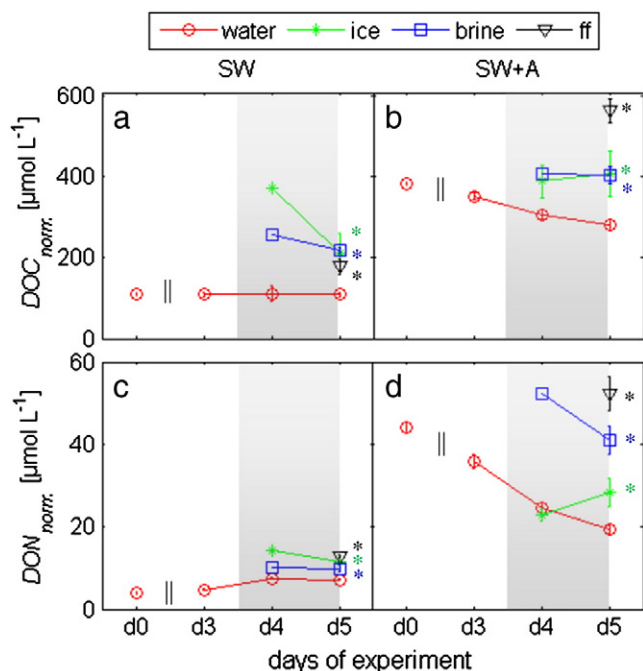 water ice brine ff
SW SW+A
a b
600
400
200
0
DOC norm. [µmol L⁻¹]
* * * * * *
c d
60
40
20
0
DON norm. [µmol L⁻¹]
* * * * * *
d0 d3 d4 d5 d0 d3 d4 d5
days of experiment